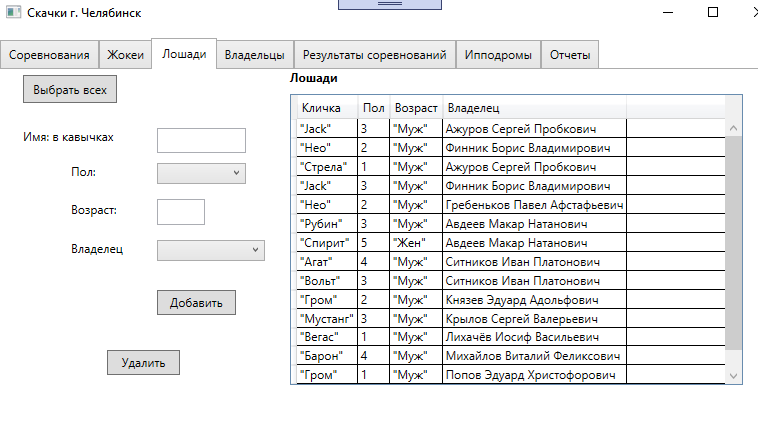 Скачки г. Челябинск
Соревнования Жокеи Лошади Владельцы Результаты соревнований Ипподромы Отчеты
Выбрать всех
Имя: в кавычках
Пол:
Возраст:
Владелец
Добавить
Удалить
Лошади
Кличка Пол Возраст Владелец
"Jack" 3 "Муж" Ажуров Сергей Пробкович
"Нео" 2 "Муж" Финник Борис Владимирович
"Стрела" 1 "Муж" Ажуров Сергей Пробкович
"Jack" 3 "Муж" Финник Борис Владимирович
"Нео" 2 "Муж" Гребеньков Павел Афстафьевич
"Рубин" 3 "Муж" Авдеев Макар Натанович
"Спирит" 5 "Жен" Авдеев Макар Натанович
"Агат" 4 "Муж" Ситников Иван Платонович
"Вольт" 3 "Муж" Ситников Иван Платонович
"Гром" 2 "Муж" Князев Эдуард Адольфович
"Мустанг" 3 "Муж" Крылов Сергей Валерьевич
"Вегас" 1 "Муж" Лихачёв Иосиф Васильевич
"Барон" 4 "Муж" Михайлов Виталий Феликсович
"Гром" 1 "Муж" Попов Эдуард Христофорович